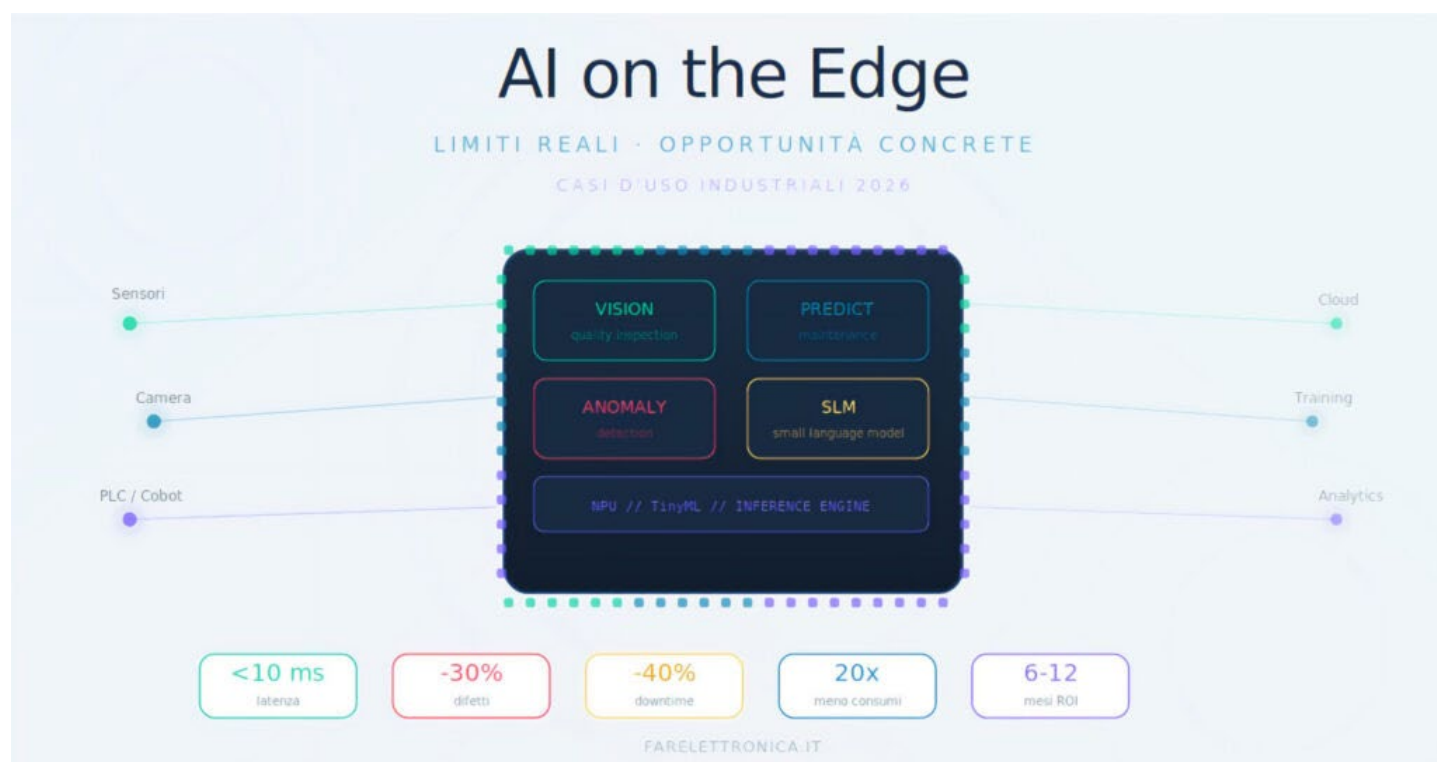 AI on the Edge
LIMITI REALI · OPPORTUNITÀ CONCRETE
CASI D'USO INDUSTRIALI 2026
Sensori
Camera
PLC / Cobot
VISION
quality inspection
PREDICT
maintenance
ANOMALY
detection
SLM
small language model
NPU // TinyML // INFERENCE ENGINE
Cloud
Training
Analytics
<10 ms
latenza
-30%
difetti
-40%
downtime
20x
meno consumi
6-12
mesi ROI
FARELETTRONICA.IT